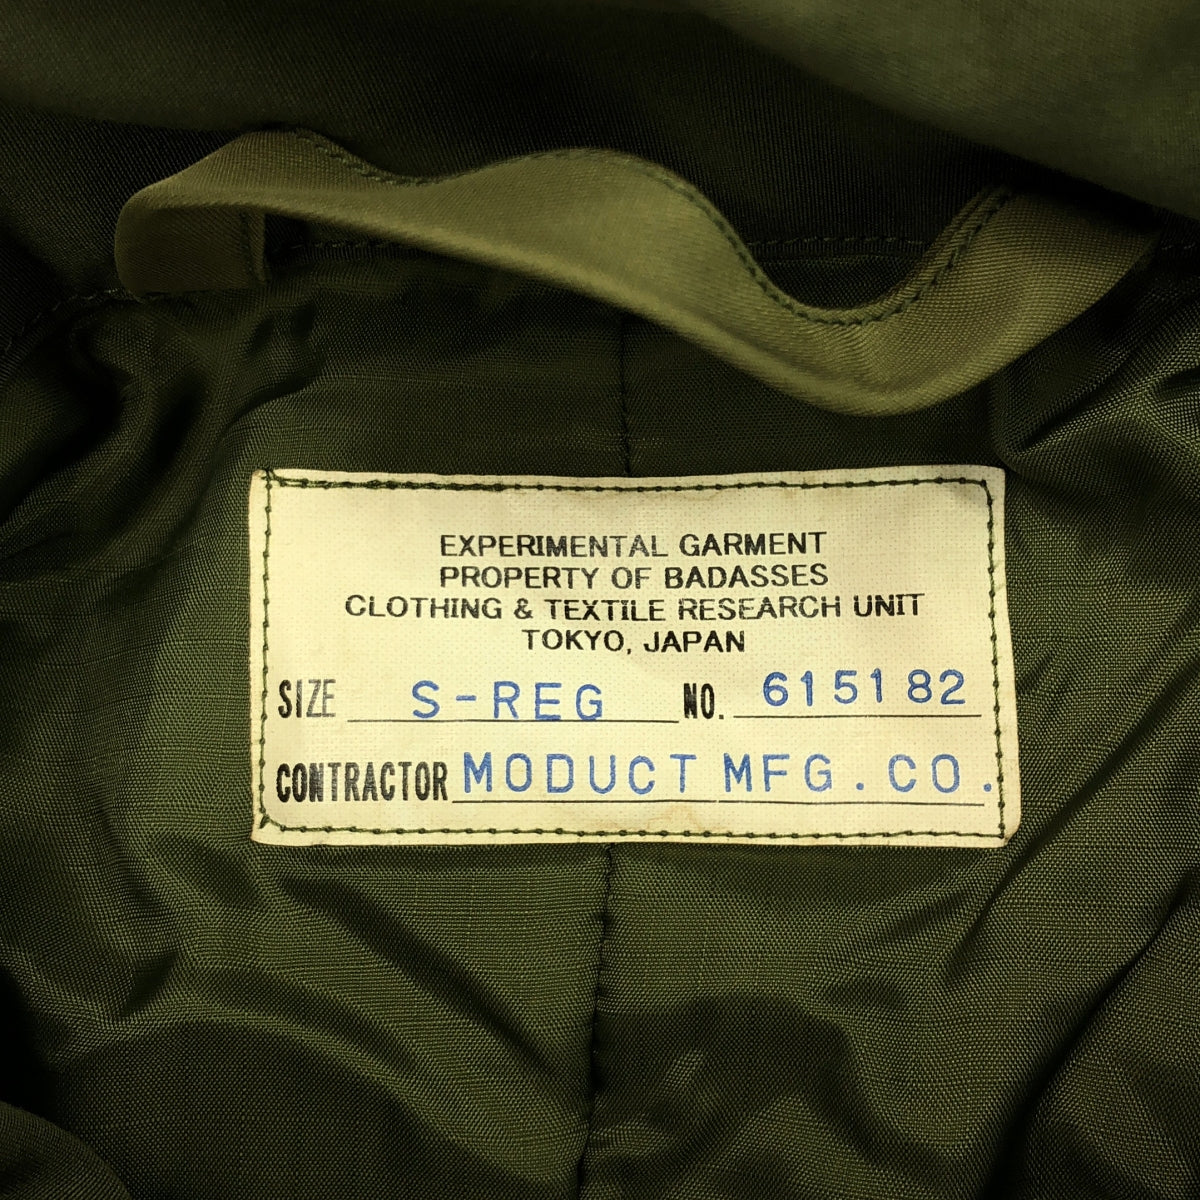 EXPERIMENTAL GARMENT
PROPERTY OF BADASSES
CLOTHING & TEXTILE RESEARCH UNIT
TOKYO, JAPAN
SIZE S-REG NO. 615182
CONTRACTOR MODUCT MFG. CO.